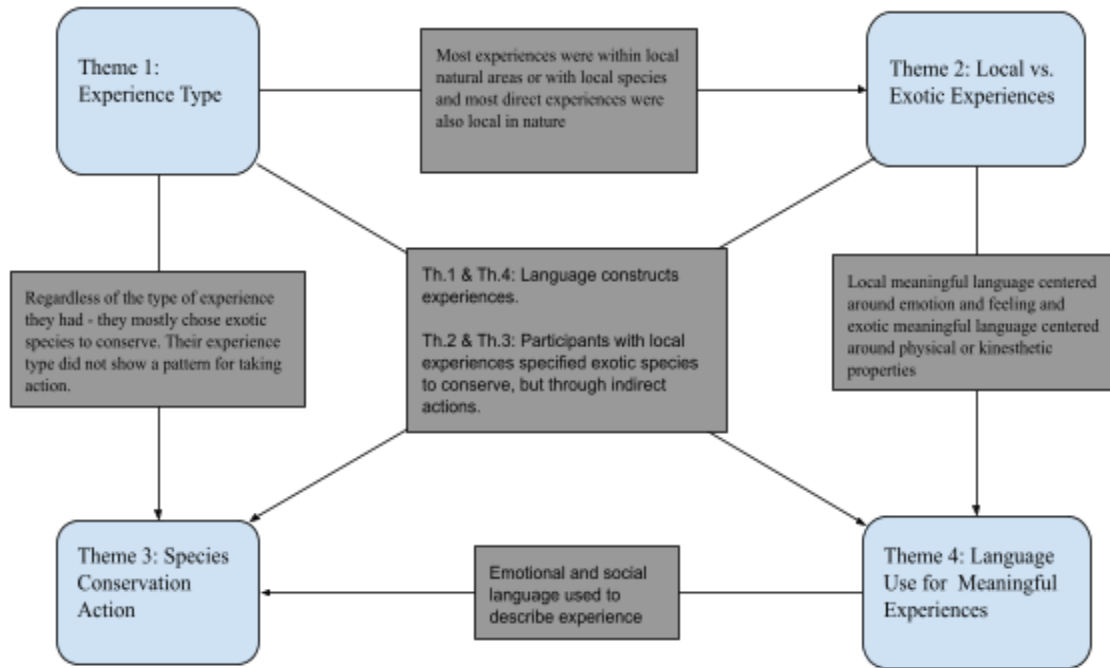 Theme 1:
Experience Type
Most experiences were within local
natural areas or with local species
and most direct experiences were
also local in nature
Theme 2: Local vs.
Exotic Experiences
Regardless of the type of experience
they had - they mostly chose exotic
species to conserve. Their experience
type did not show a pattern for taking
action.
Th.1 & Th.4: Language constructs
experiences.
Th.2 & Th.3: Participants with local
experiences specified exotic species
to conserve, but through indirect
actions.
Local meaningful language centered
around emotion and feeling and
exotic meaningful language centered
around physical or kinesthetic
properties
Theme 3: Species
Conservation
Action
Emotional and social
language used to
describe experience
Theme 4: Language
Use for Meaningful
Experiences